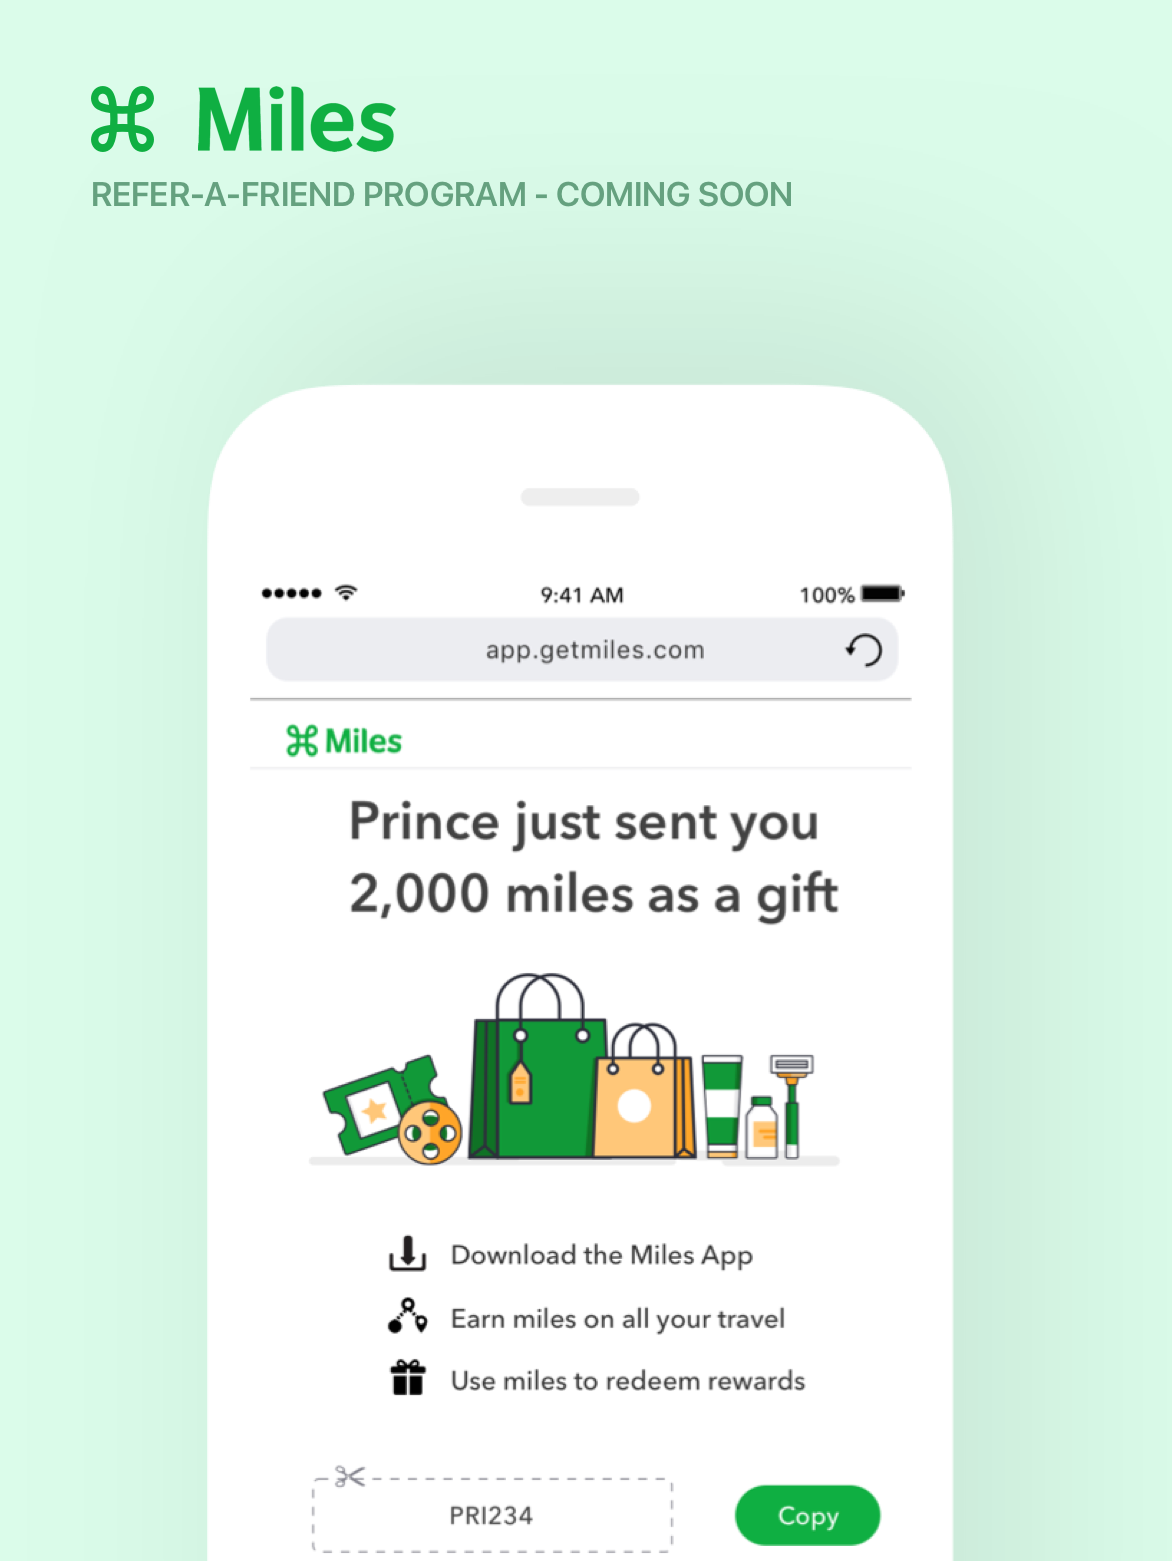 ⌘ Miles
REFER-A-FRIEND PROGRAM - COMING SOON
9:41 AM 100%
app.getmiles.com
⌘ Miles
Prince just sent you
2,000 miles as a gift
Download the Miles App
Earn miles on all your travel
Use miles to redeem rewards
PRI234 Copy